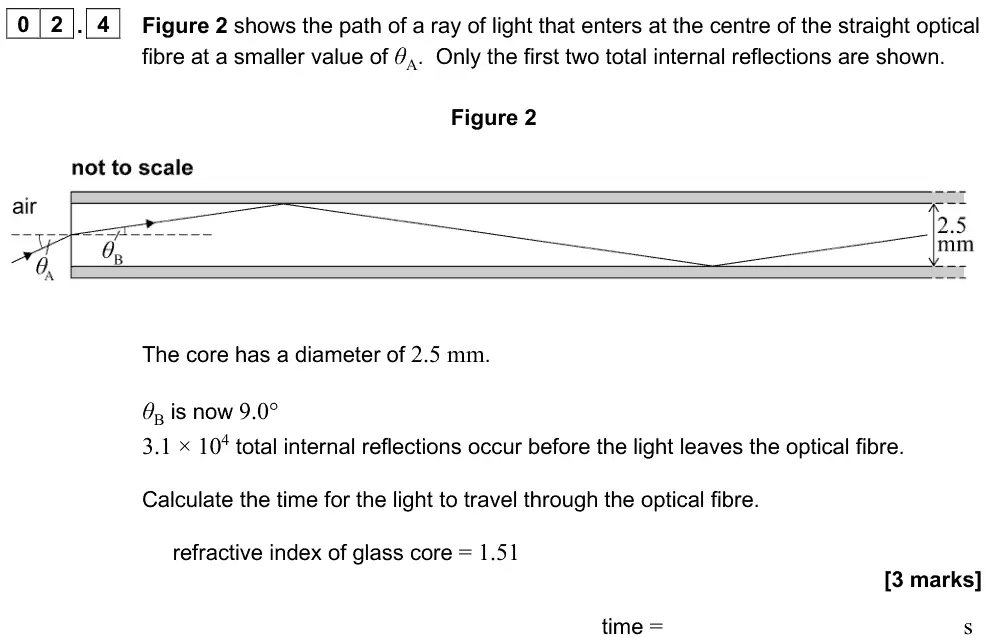 0 2 . 4 Figure 2 shows the path of a ray of light that enters at the centre of the straight optical
fibre at a smaller value of θA. Only the first two total internal reflections are shown.
Figure 2
not to scale
air
θA
θB
2.5
mm
The core has a diameter of 2.5 mm.
θB is now 9.0°
3.1 × 10⁴ total internal reflections occur before the light leaves the optical fibre.
Calculate the time for the light to travel through the optical fibre.
refractive index of glass core = 1.51
[3 marks]
time = s